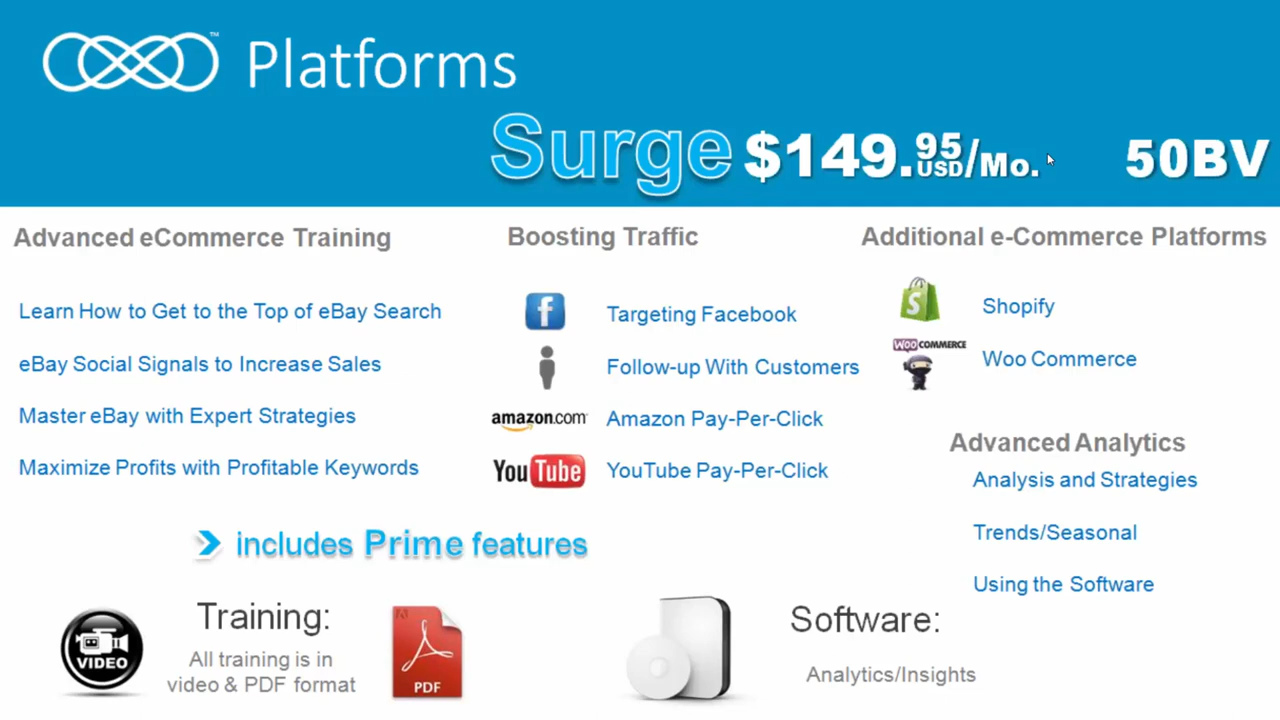 Platforms™
Surge $149.95 USD/Mo. 50BV
Advanced eCommerce Training
Learn How to Get to the Top of eBay Search
eBay Social Signals to Increase Sales
Master eBay with Expert Strategies
Maximize Profits with Profitable Keywords
Boosting Traffic
f
Targeting Facebook
Follow-up With Customers
amazon.com
Amazon Pay-Per-Click
YouTube
YouTube Pay-Per-Click
Additional e-Commerce Platforms
S
Shopify
WOO COMMERCE
Woo Commerce
Advanced Analytics
Analysis and Strategies
Trends/Seasonal
Using the Software
includes Prime features
VIDEO
Training:
All training is in
video & PDF format
PDF
Software:
Analytics/Insights